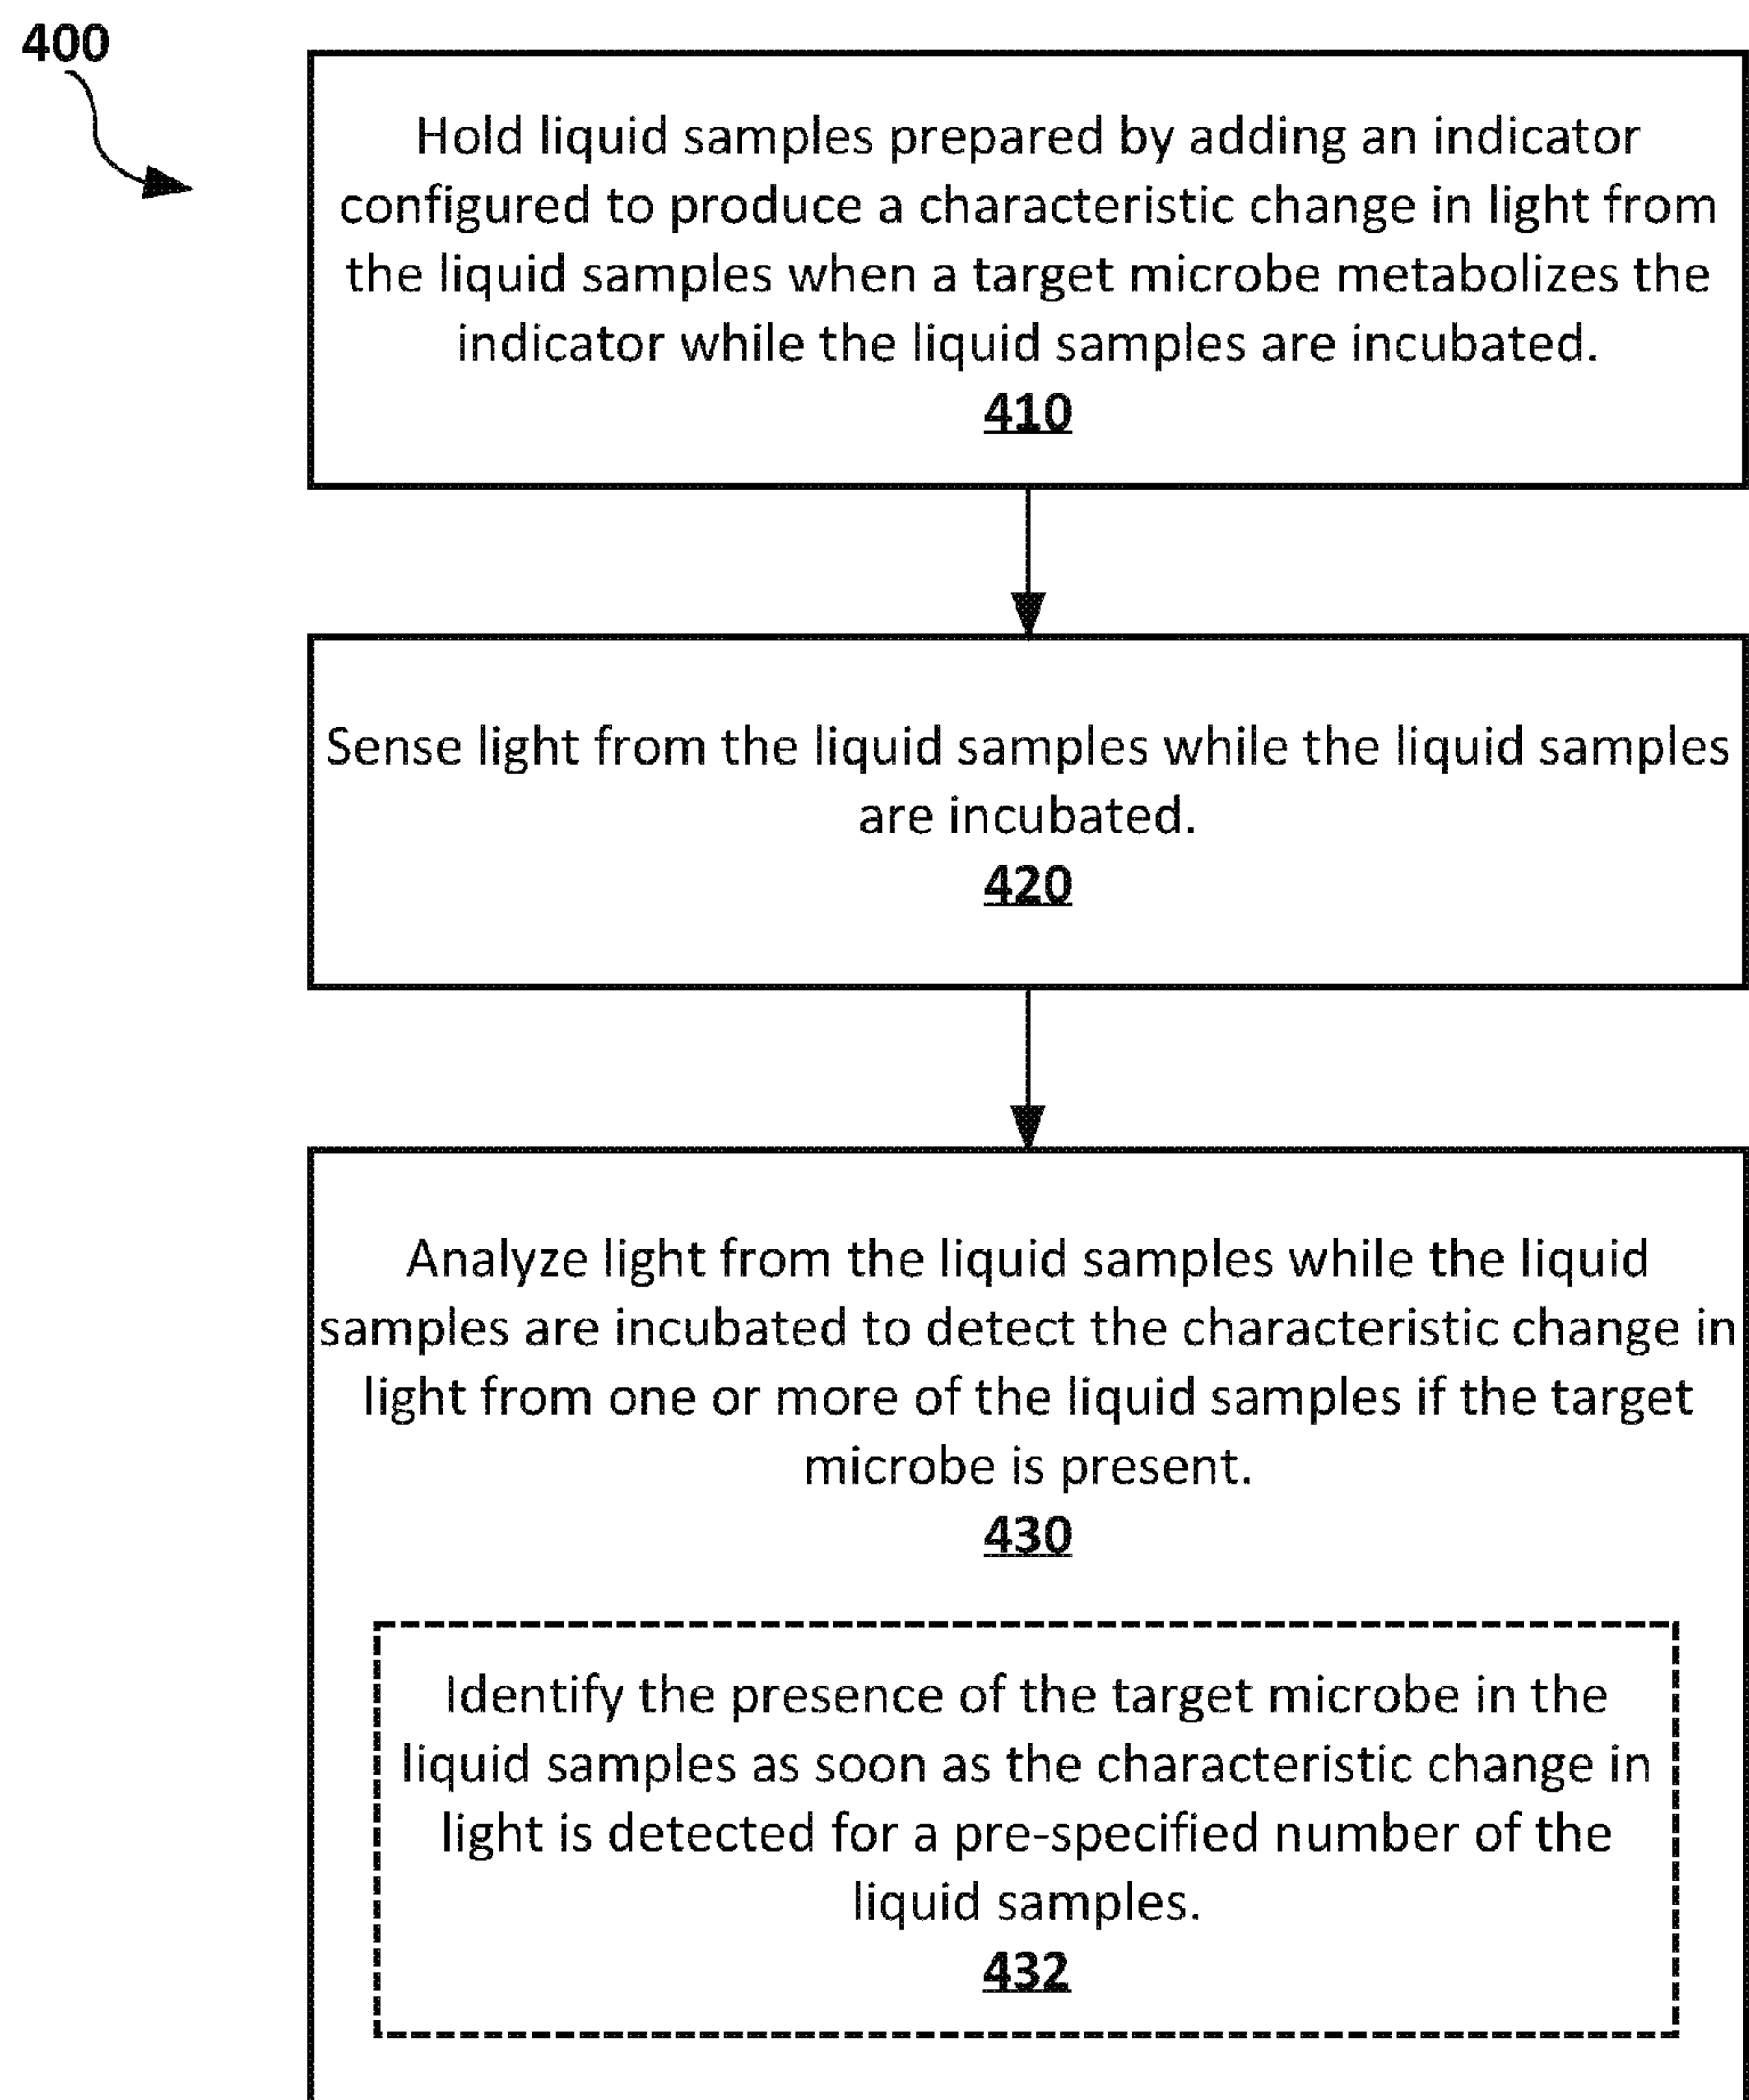 400
Hold liquid samples prepared by adding an indicator
configured to produce a characteristic change in light from
the liquid samples when a target microbe metabolizes the
indicator while the liquid samples are incubated.
410
Sense light from the liquid samples while the liquid samples
are incubated.
420
Analyze light from the liquid samples while the liquid
samples are incubated to detect the characteristic change in
light from one or more of the liquid samples if the target
microbe is present.
430
Identify the presence of the target microbe in the
liquid samples as soon as the characteristic change in
light is detected for a pre-specified number of the
liquid samples.
432